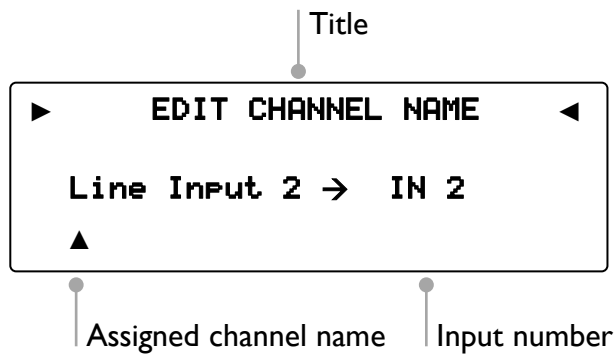 Title
► EDIT CHANNEL NAME ◄
Line Input 2 → IN 2
▲
Assigned channel name Input number